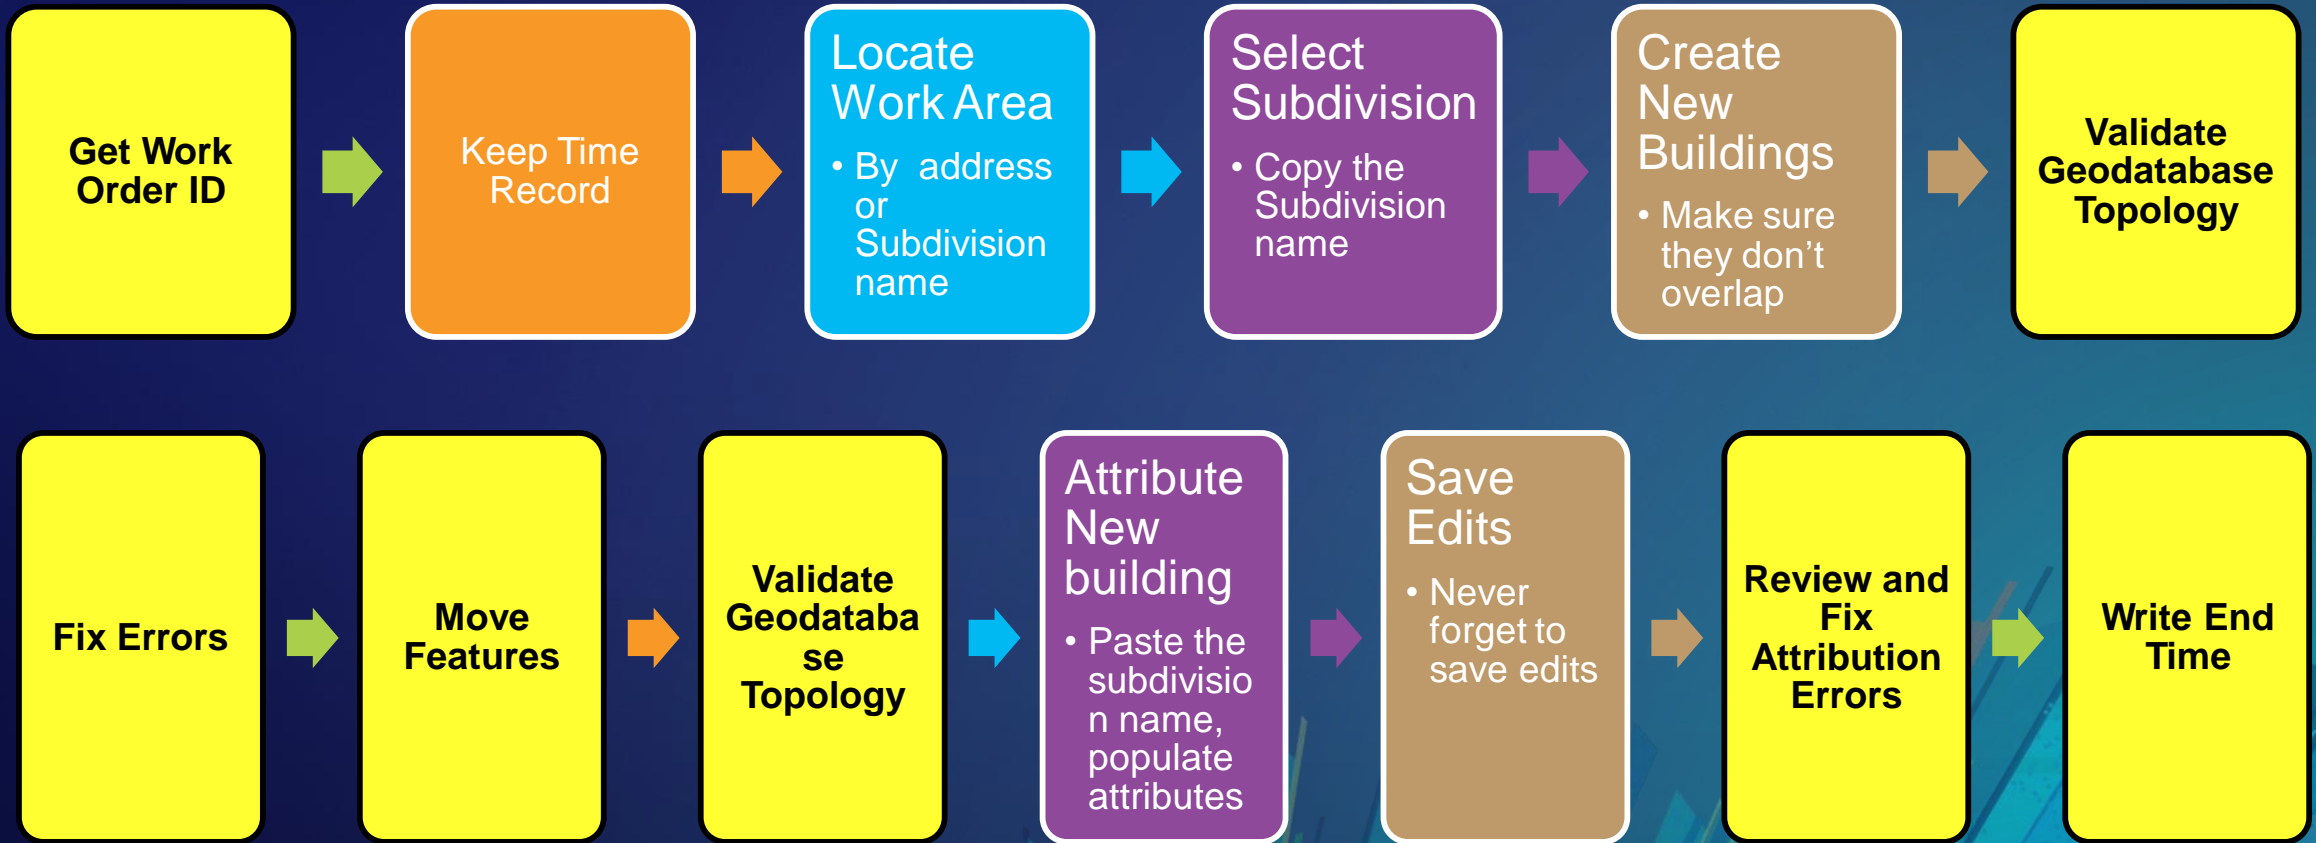 Get Work
Order ID
Keep Time
Record
Locate
Work Area
• By address
or
Subdivision
name
Select
Subdivision
• Copy the
Subdivision
name
Create
New
Buildings
• Make sure
they don’t
overlap
Validate
Geodatabase
Topology
Fix Errors
Move
Features
Validate
Geodataba
se
Topology
Attribute
New
building
• Paste the
subdivisio
n name,
populate
attributes
Save
Edits
• Never
forget to
save edits
Review and
Fix
Attribution
Errors
Write End
Time